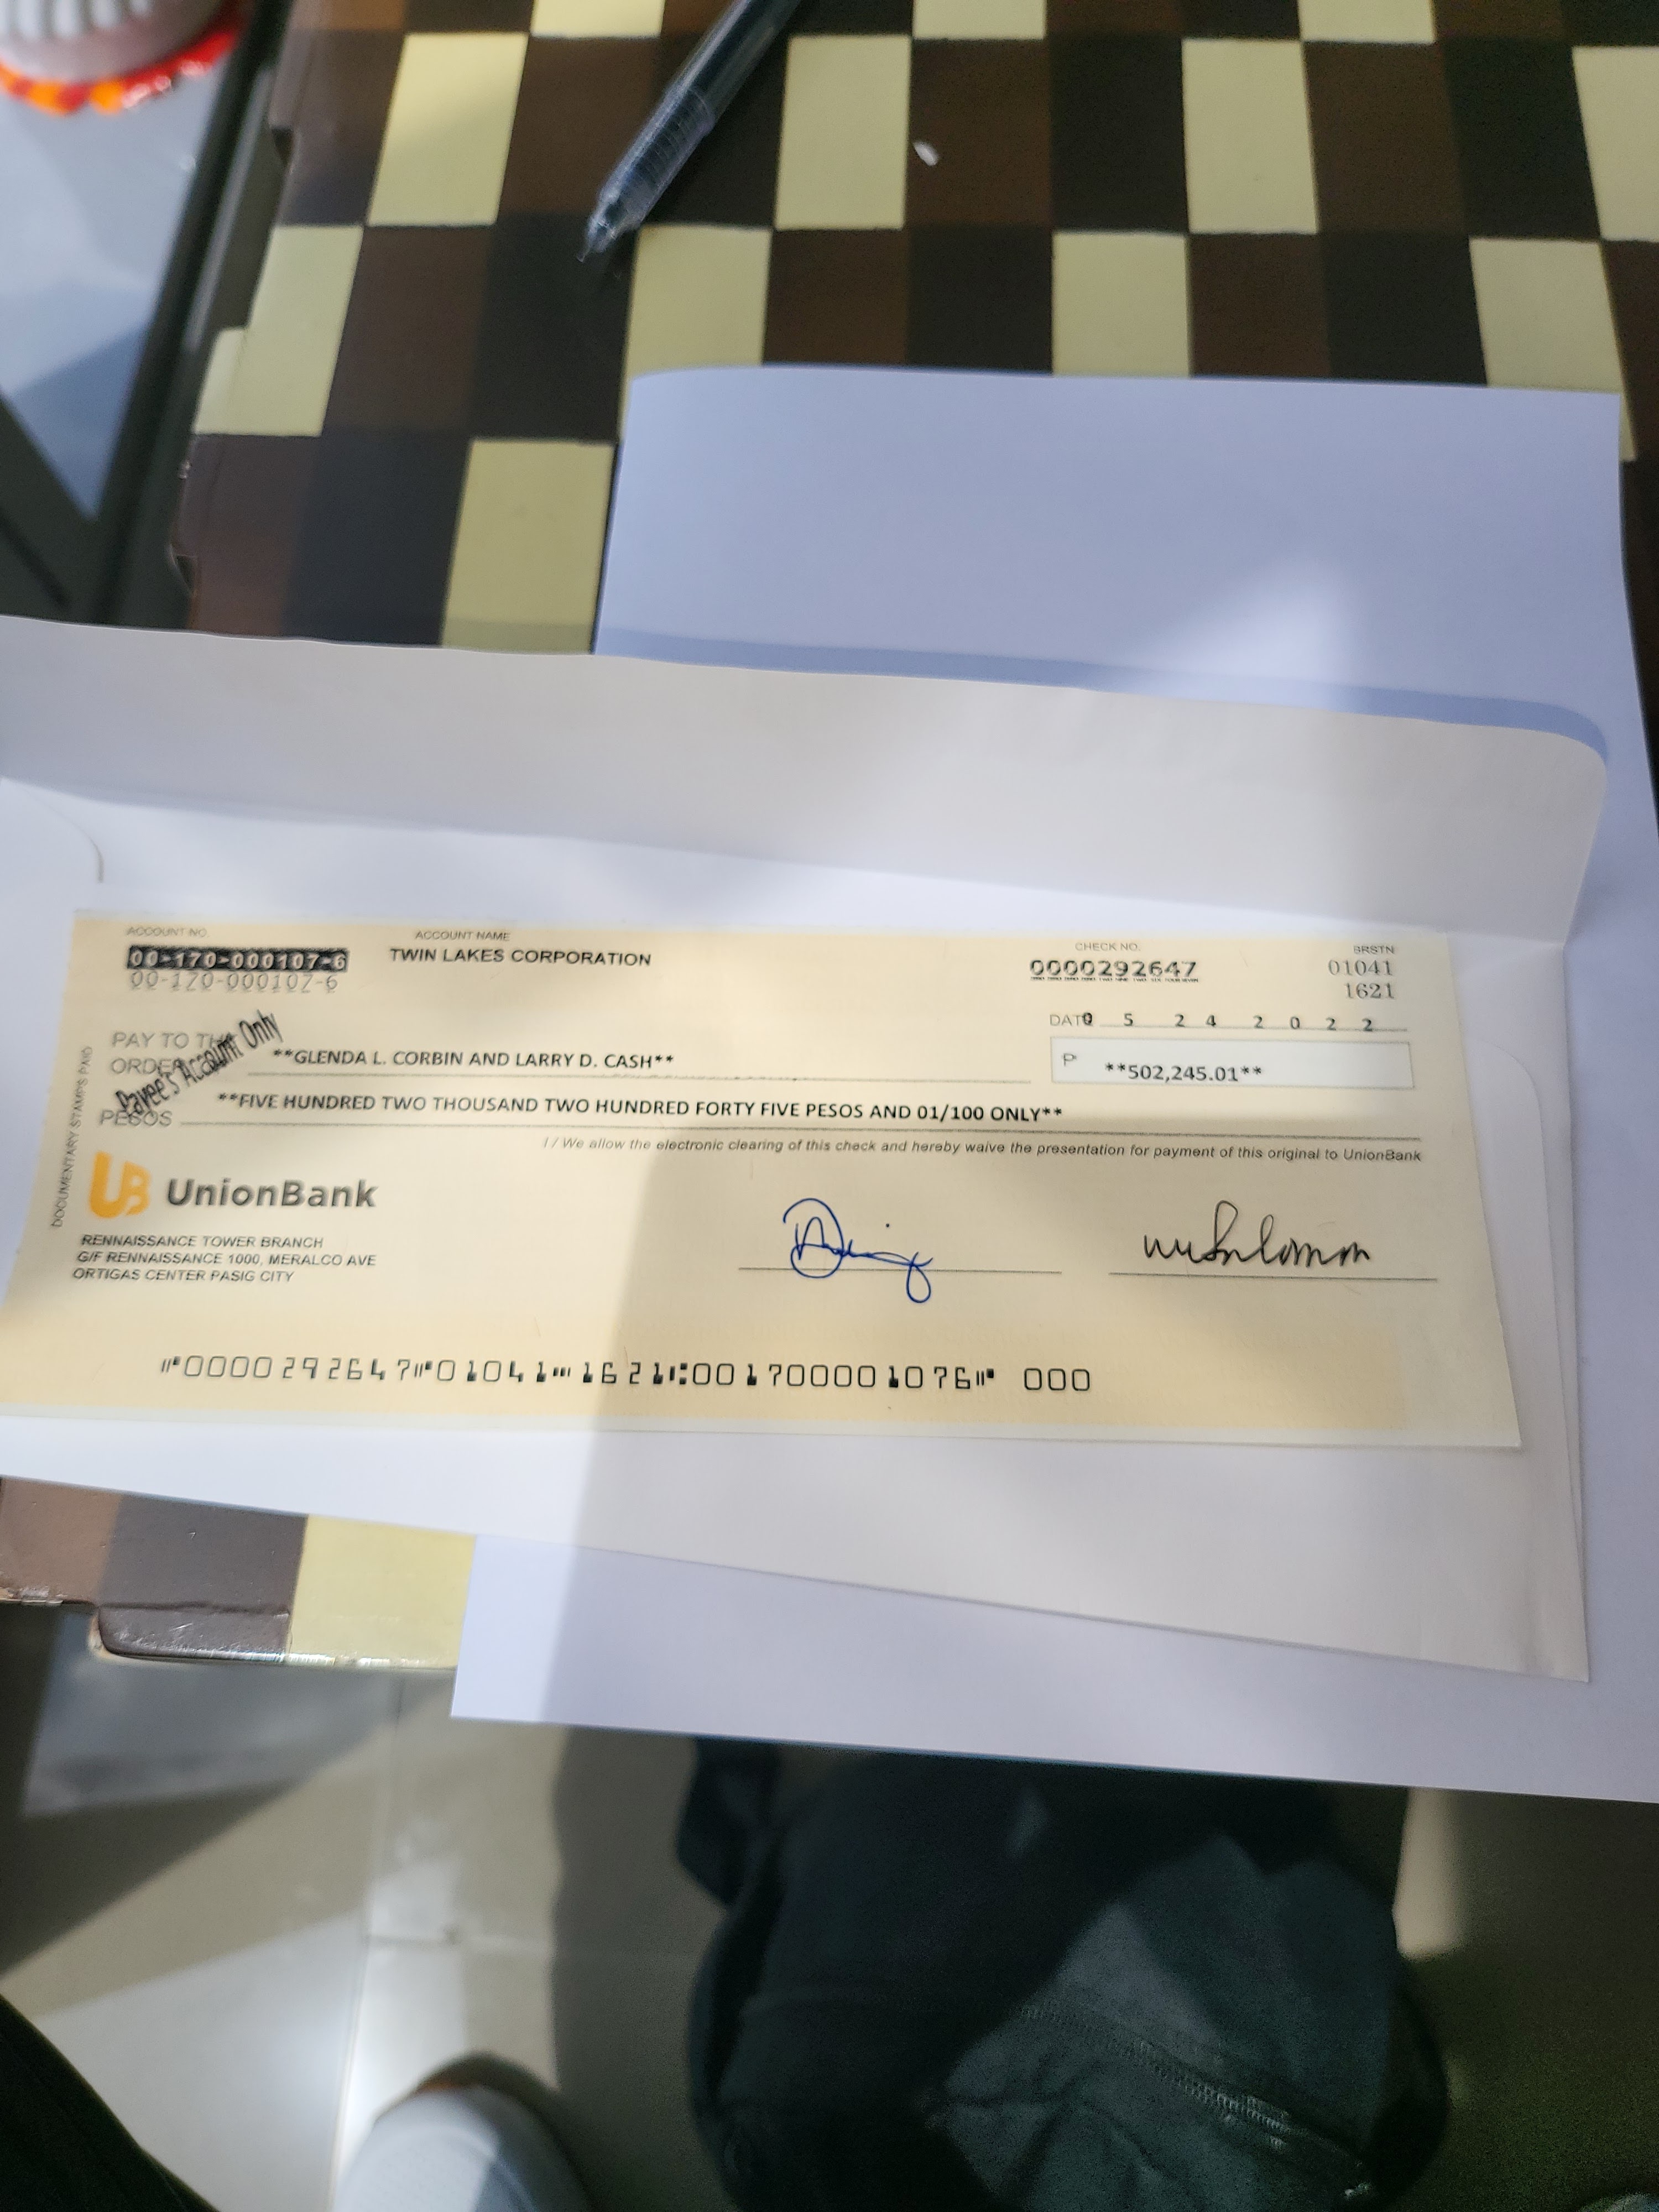 ACCOUNT NO.
00-170-000107-6
00-170-000107-6
ACCOUNT NAME
TWIN LAKES CORPORATION
CHECK NO.
0000292647
BRSTN
01041
1621
DATE 0 5 2 4 2 0 2 2
PAY TO THE
ORDER
**GLENDA L. CORBIN AND LARRY D. CASH**
P **502,245.01**
Payee's Account Only
PESOS **FIVE HUNDRED TWO THOUSAND TWO HUNDRED FORTY FIVE PESOS AND 01/100 ONLY**
I / We allow the electronic clearing of this check and hereby waive the presentation for payment of this original to UnionBank
DOCUMENTARY STAMPS PAID
UB UnionBank
RENNAISSANCE TOWER BRANCH
G/F RENNAISSANCE 1000, MERALCO AVE
ORTIGAS CENTER PASIG CITY
⑈0000292647⑈01041⑉1621⑆001700001076⑈ 000